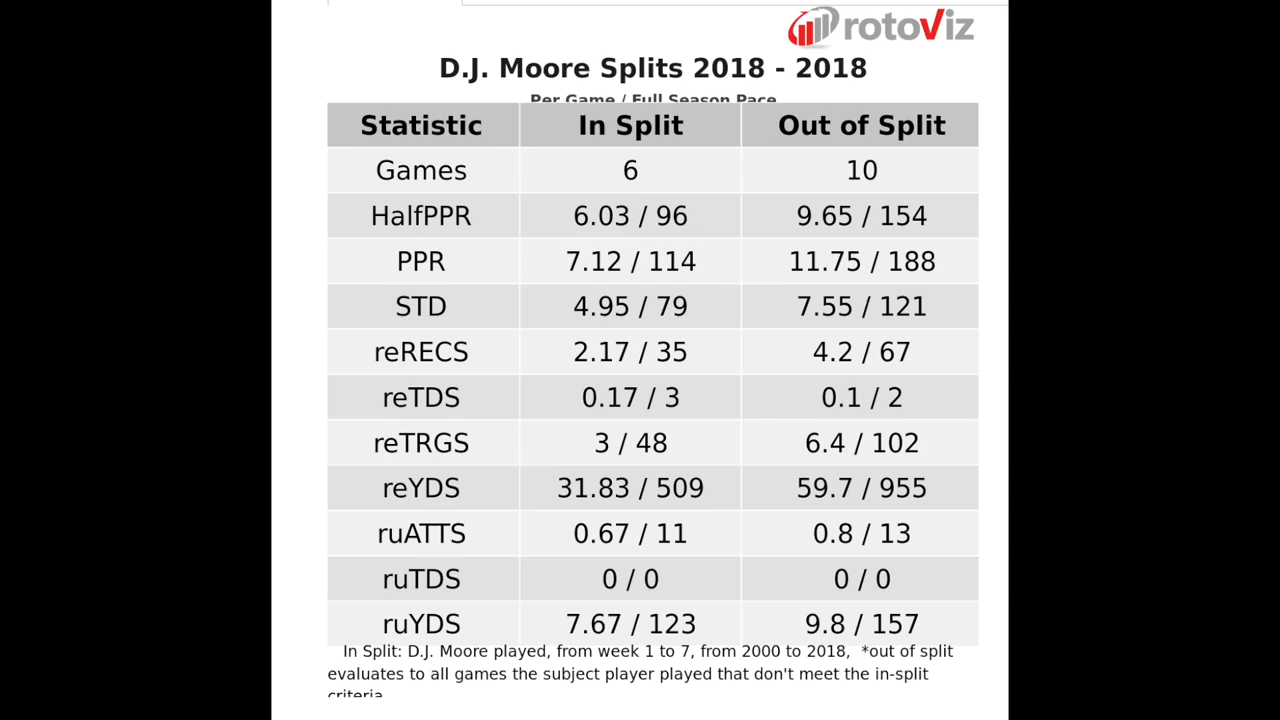 rotoViz
D.J. Moore Splits 2018 - 2018
Per Game / Full Season Pace
Statistic In Split Out of Split
Games 6 10
HalfPPR 6.03 / 96 9.65 / 154
PPR 7.12 / 114 11.75 / 188
STD 4.95 / 79 7.55 / 121
reRECS 2.17 / 35 4.2 / 67
reTDS 0.17 / 3 0.1 / 2
reTRGS 3 / 48 6.4 / 102
reYDS 31.83 / 509 59.7 / 955
ruATTS 0.67 / 11 0.8 / 13
ruTDS 0 / 0 0 / 0
ruYDS 7.67 / 123 9.8 / 157
In Split: D.J. Moore played, from week 1 to 7, from 2000 to 2018, *out of split
evaluates to all games the subject player played that don't meet the in-split
criteria